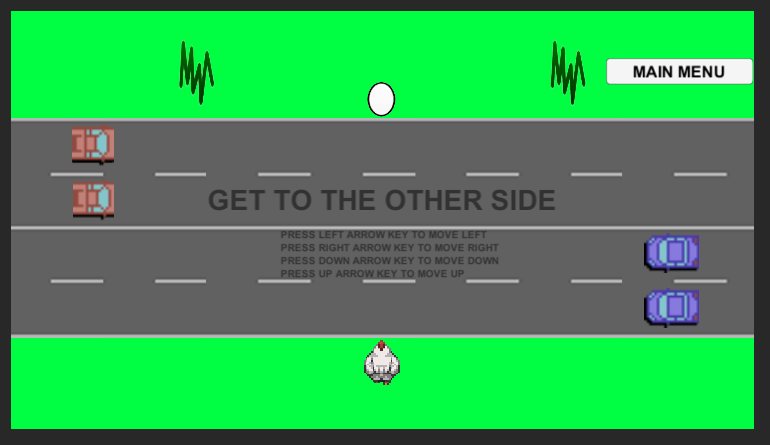 MAIN MENU
GET TO THE OTHER SIDE
PRESS LEFT ARROW KEY TO MOVE LEFT
PRESS RIGHT ARROW KEY TO MOVE RIGHT
PRESS DOWN ARROW KEY TO MOVE DOWN
PRESS UP ARROW KEY TO MOVE UP